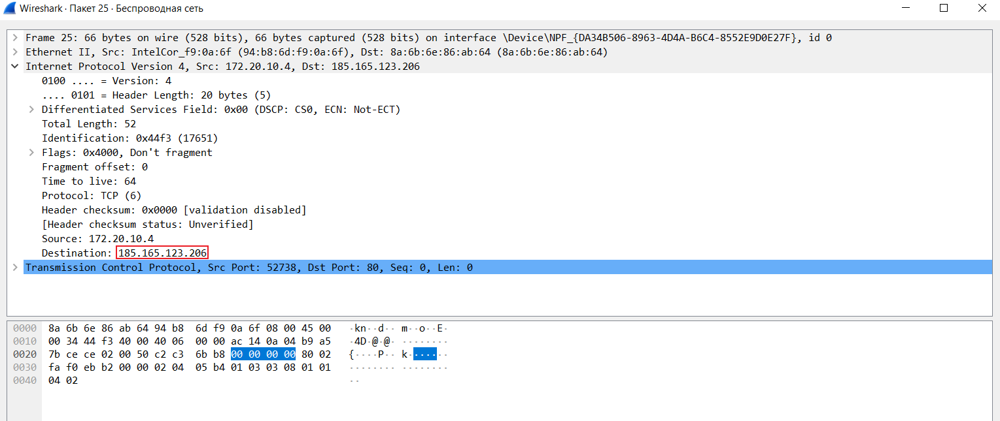 Wireshark · Пакет 25 · Беспроводная сеть
Frame 25: 66 bytes on wire (528 bits), 66 bytes captured (528 bits) on interface \Device\NPF_{DA34B506-8963-4D4A-B6C4-8552E9D0E27F}, id 0
Ethernet II, Src: IntelCor_f9:0a:6f (94:b8:6d:f9:0a:6f), Dst: 8a:6b:6e:86:ab:64 (8a:6b:6e:86:ab:64)
Internet Protocol Version 4, Src: 172.20.10.4, Dst: 185.165.123.206
0100 .... = Version: 4
.... 0101 = Header Length: 20 bytes (5)
Differentiated Services Field: 0x00 (DSCP: CS0, ECN: Not-ECT)
Total Length: 52
Identification: 0x44f3 (17651)
Flags: 0x4000, Don't fragment
Fragment offset: 0
Time to live: 64
Protocol: TCP (6)
Header checksum: 0x0000 [validation disabled]
[Header checksum status: Unverified]
Source: 172.20.10.4
Destination: 185.165.123.206
Transmission Control Protocol, Src Port: 52738, Dst Port: 80, Seq: 0, Len: 0
0000 8a 6b 6e 86 ab 64 94 b8 6d f9 0a 6f 08 00 45 00 ·kn··d·· m··o··E·
0010 00 34 44 f3 40 00 40 06 00 00 ac 14 0a 04 b9 a5 ·4D·@·@· ········
0020 7b ce ce 02 00 50 c2 c3 6b b8 00 00 00 00 80 02 {····P·· k·······
0030 fa f0 eb b2 00 00 02 04 05 b4 01 03 03 08 01 01 ········ ········
0040 04 02 ··